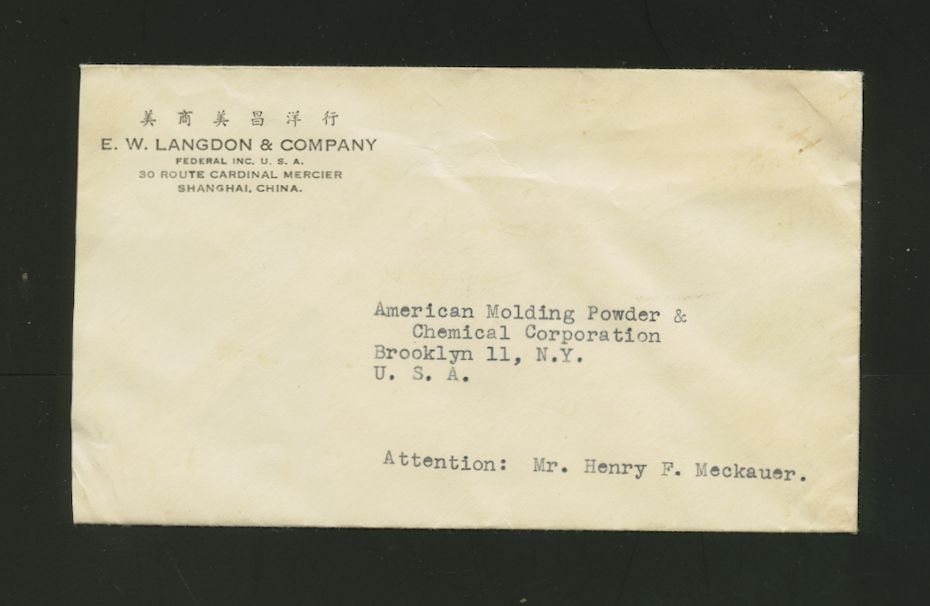 美商美昌洋行
E. W. LANGDON & COMPANY
FEDERAL INC. U. S. A.
30 ROUTE CARDINAL MERCIER
SHANGHAI, CHINA.
American Molding Powder &
Chemical Corporation
Brooklyn 11, N.Y.
U. S. A.
Attention: Mr. Henry F. Meckauer.